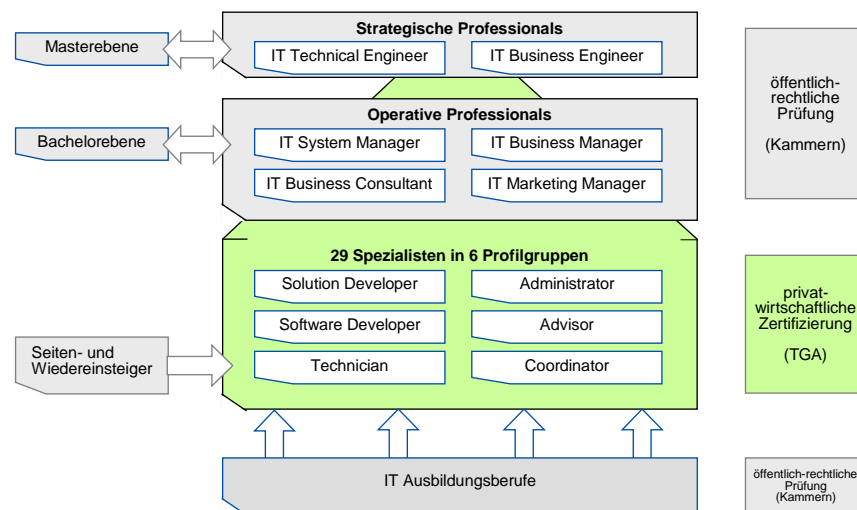 Strategische Professionals
Masterebene
IT Technical Engineer
IT Business Engineer
Operative Professionals
Bachelorebene
IT System Manager
IT Business Manager
IT Business Consultant
IT Marketing Manager
öffentlich-
rechtliche
Prüfung
(Kammern)
29 Spezialisten in 6 Profilgruppen
Solution Developer
Administrator
Software Developer
Advisor
Seiten- und
Wiedereinsteiger
Technician
Coordinator
privat-
wirtschaftliche
Zertifizierung
(TGA)
IT Ausbildungsberufe
öffentlich-rechtliche
Prüfung
(Kammern)